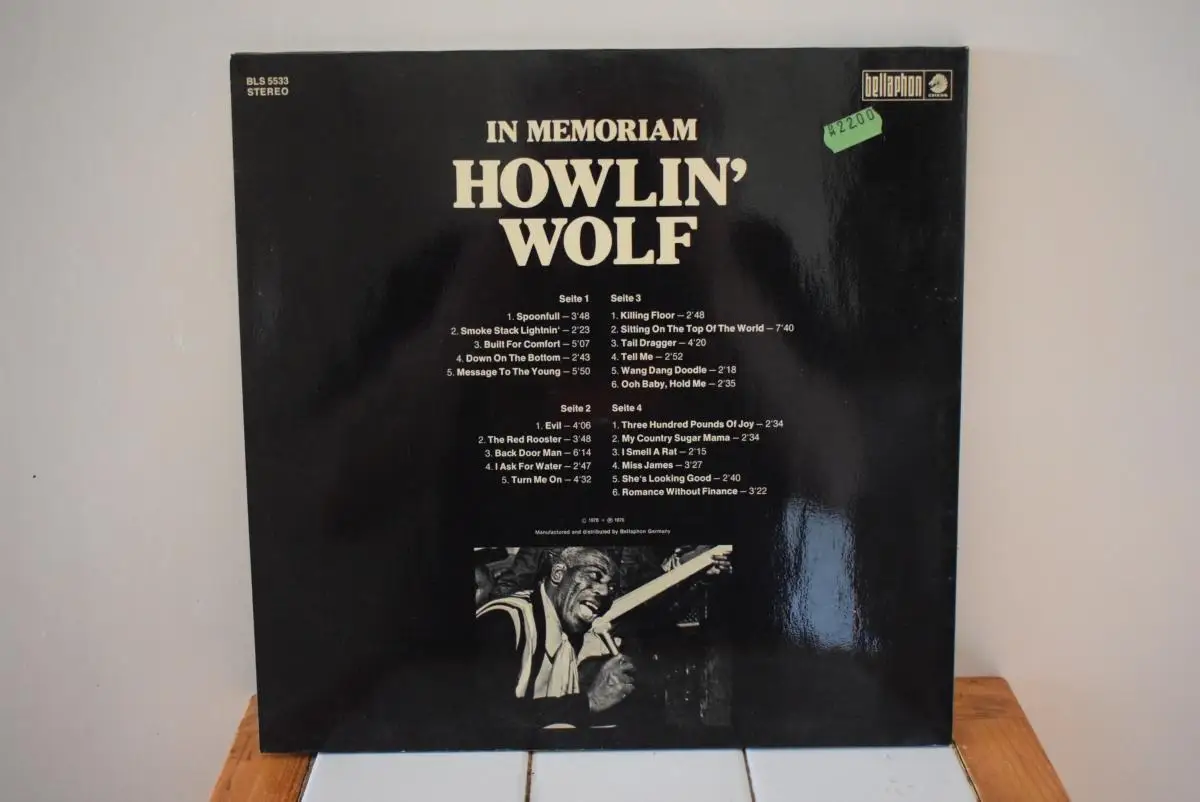 BLS 5533
STEREO
bellaphon
CHESS
2200
IN MEMORIAM
HOWLIN'
WOLF
Seite 1
1. Spoonfull — 3'48
2. Smoke Stack Lightnin' — 2'23
3. Built For Comfort — 5'07
4. Down On The Bottom — 2'43
5. Message To The Young — 5'50
Seite 3
1. Killing Floor — 2'48
2. Sitting On The Top Of The World — 7'40
3. Tail Dragger — 4'20
4. Tell Me — 2'52
5. Wang Dang Doodle — 2'18
6. Ooh Baby, Hold Me — 2'35
Seite 2
1. Evil — 4'06
2. The Red Rooster — 3'48
3. Back Door Man — 6'14
4. I Ask For Water — 2'47
5. Turn Me On — 4'32
Seite 4
1. Three Hundred Pounds Of Joy — 2'34
2. My Country Sugar Mama — 2'34
3. I Smell A Rat — 2'15
4. Miss James — 3'27
5. She's Looking Good — 2'40
6. Romance Without Finance — 3'22
© 1976 + ℗ 1976
Manufactured and distributed by Bellaphon Germany